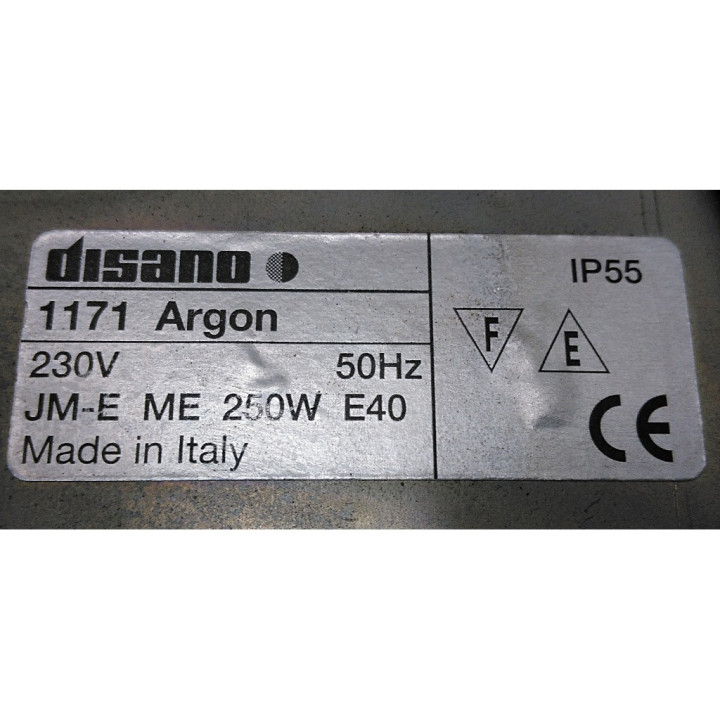 disano
1171 Argon
230V 50Hz
JM-E ME 250W E40
Made in Italy
IP55
F E
CE